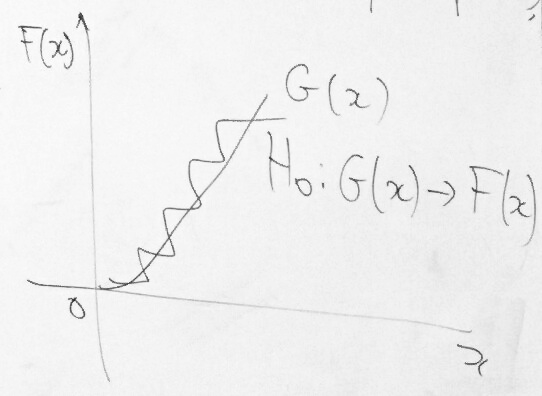 F(x)
G(x)
H₀: G(x) → F(x)
0
x